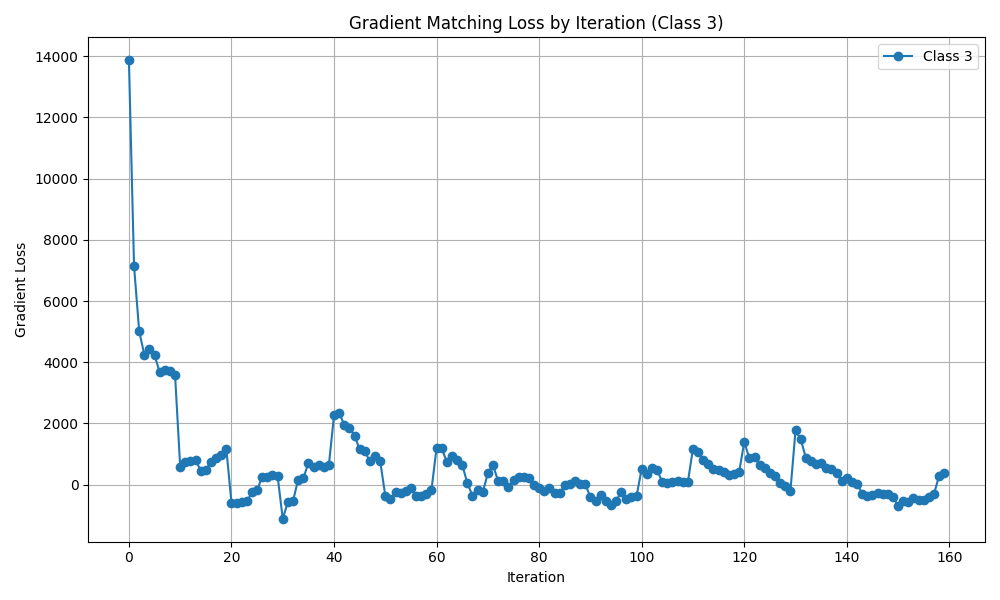 Gradient Matching Loss by Iteration (Class 3)
Class 3
14000
12000
10000
8000
6000
4000
2000
0
Gradient Loss
0 20 40 60 80 100 120 140 160
Iteration